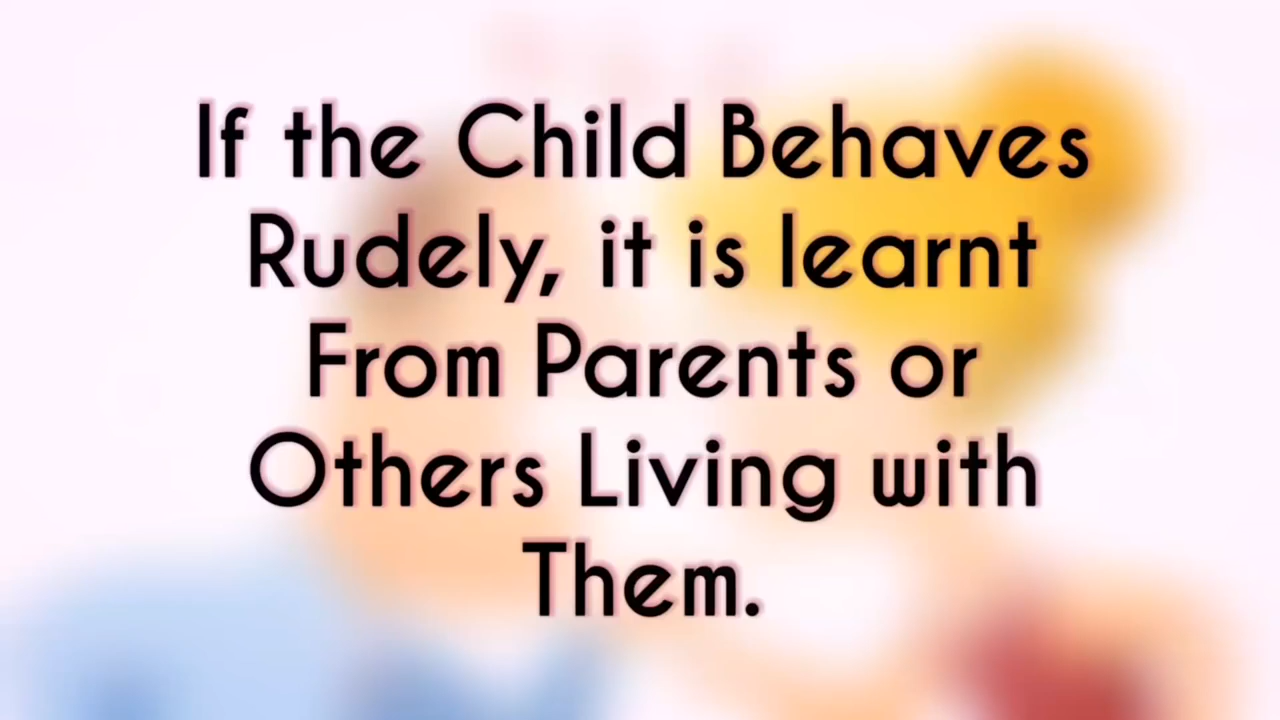 If the Child Behaves
Rudely, it is learnt
From Parents or
Others Living with
Them.